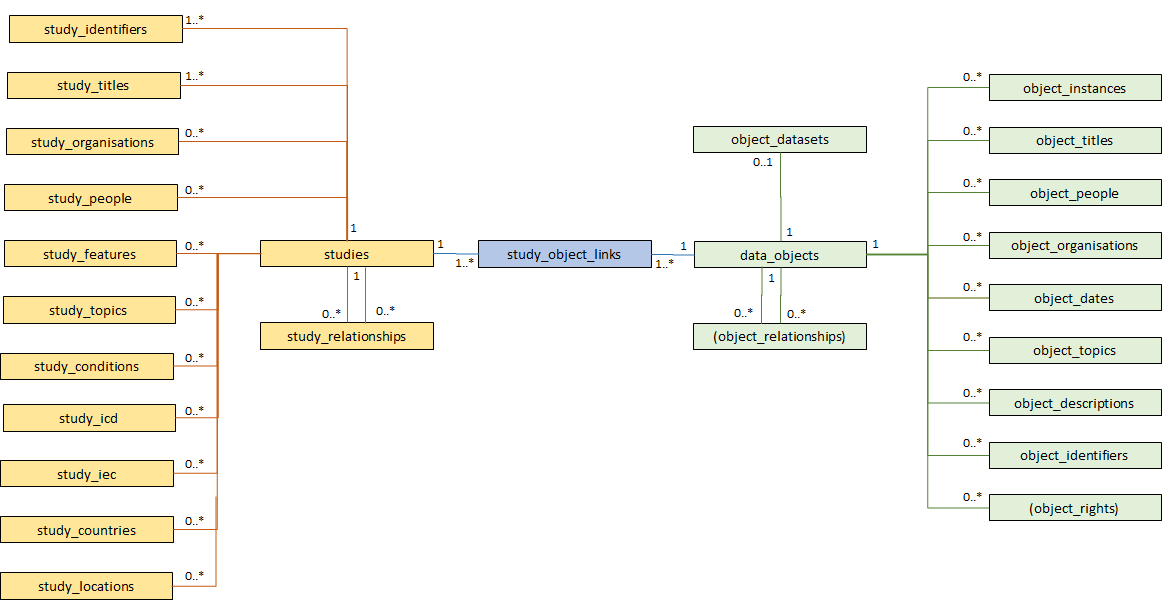 study_identifiers
1..*
study_titles
1..*
study_organisations
0..*
study_people
0..*
study_features
0..*
study_topics
0..*
study_conditions
0..*
study_icd
0..*
study_iec
0..*
study_countries
0..*
study_locations
0..*
1
studies
1
1..*
1
0..*
0..*
study_relationships
study_object_links
1
1..*
object_datasets
0..1
1
data_objects
1
1
0..*
0..*
(object_relationships)
0..*
object_instances
0..*
object_titles
0..*
object_people
0..*
object_organisations
0..*
object_dates
0..*
object_topics
0..*
object_descriptions
0..*
object_identifiers
0..*
(object_rights)